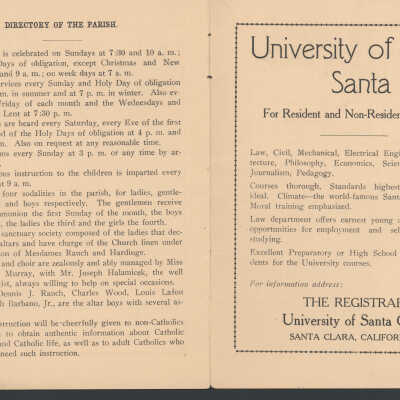 DIRECTORY OF THE PARISH.
is celebrated on Sundays at 7:30 and 10 a. m.;
Days of obligation, except Christmas and New
and 9 a. m.; on week days at 7 a. m.
ervices every Sunday and Holy Day of obligation
m. in summer and at 7 p. m. in winter. Also ev-
Friday of each month and the Wednesdays and
Lent at 7:30 p. m.
s are heard every Saturday, every Eve of the first
d of the Holy Days of obligation at 4 p. m. and
m. Also on request at any reasonable time.
ms every Sunday at 3 p. m. or any time by ar-
ous instruction to the children is imparted every
at 9 a. m.
four sodalities in the parish, for ladies, gentle-
and boys respectively. The gentlemen receive
mmunion the first Sunday of the month, the boys
, the ladies the third and the girls the fourth.
sanctuary society composed of the ladies that dec-
altars and have charge of the Church linen under
on of Mesdames Ranch and Hardinge.
and choir are zealously and ably managed by Miss
Murray, with Mr. Joseph Halamicek, the well
ist, always willing to help on special occasions.
Dennis J. Ranch, Charles Wood, Louis Lafon
h Barbano, Jr., are the altar boys with several as-
struction will be cheerfully given to non-Catholics
to obtain authentic information about Catholic
and Catholic life, as well as to adult Catholics who
need such instruction.
University of
Santa
For Resident and Non-Reside
Law, Civil, Mechanical, Electrical Engi
tecture, Philosophy, Economics, Scie
Journalism, Pedagogy.
Courses thorough, Standards highes
ideal. Climate—the world-famous Sant
Moral training emphasized.
Law department offers earnest young
opportunities for employment and sel
studying.
Excellent Preparatory or High School
dents for the University courses.
For information address:
THE REGISTRAR
University of Santa C
SANTA CLARA, CALIFOR